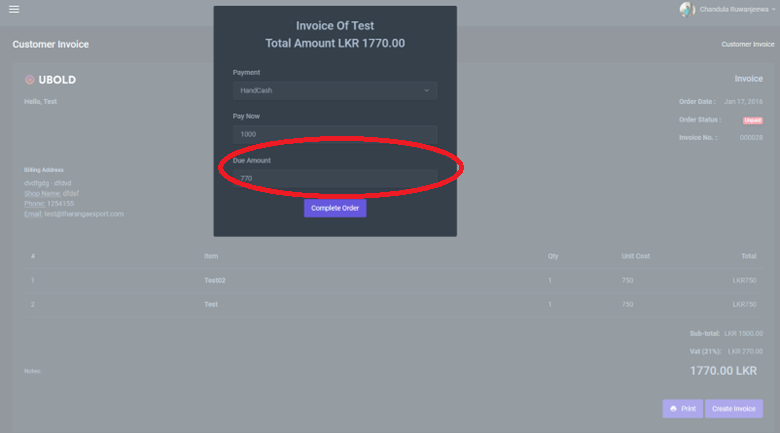 Chandula Ruwanjeewa
Invoice Of Test
Total Amount LKR 1770.00
Customer Invoice
Customer Invoice
Payment
HandCash
Pay Now
1000
Due Amount
770
Complete Order
UBOLD
Invoice
Hello, Test
Order Date : Jan 17, 2016
Order Status : Unpaid
Invoice No. : 000028
Billing Address
dvdfgdg
Shop Name:
Phone: 1254155
Email: test@tharangaexport.com
# Item Qty Unit Cost Total
1 Test02 1 750 LKR750
2 Test 1 750 LKR750
Sub-total: LKR 1500.00
Vat (21%): LKR 270.00
Notes:
1770.00 LKR
Print Create Invoice